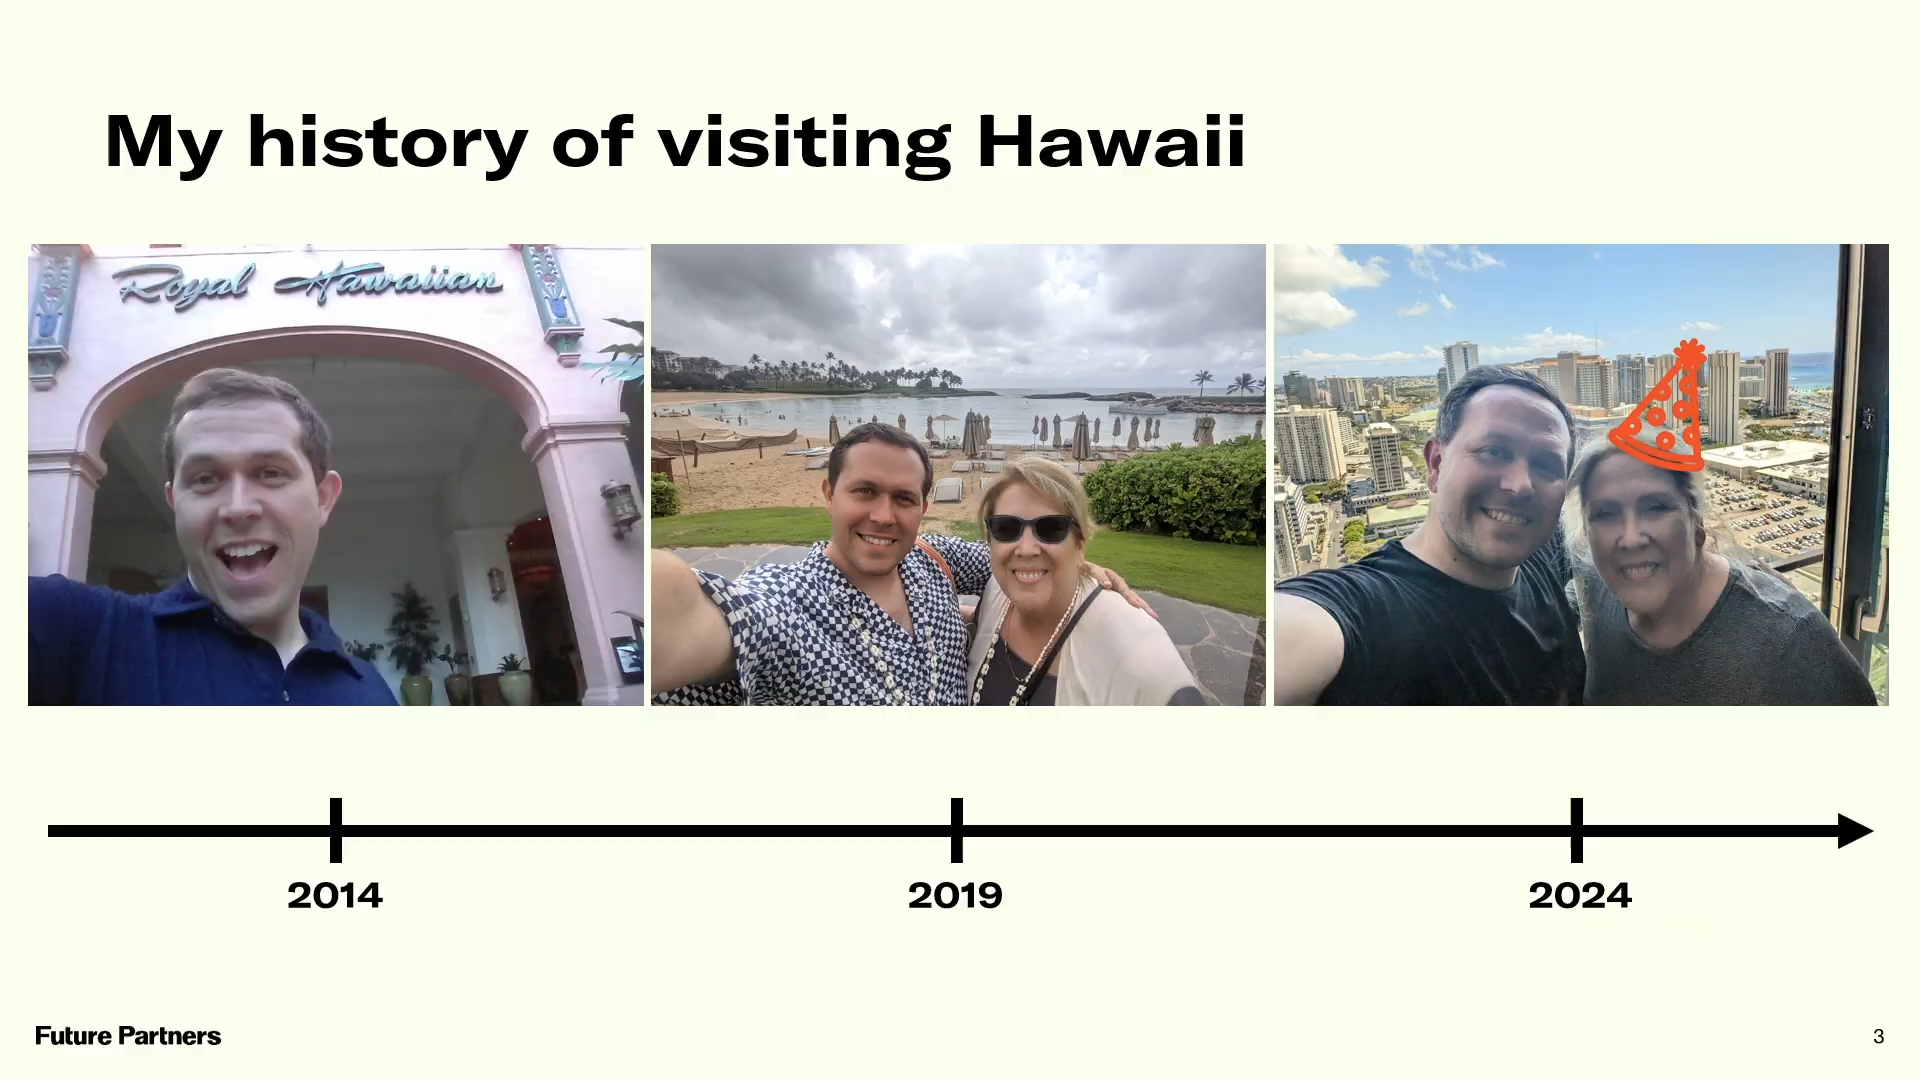 My history of visiting Hawaii
Royal Hawaiian
2014
2019
2024
Future Partners
3